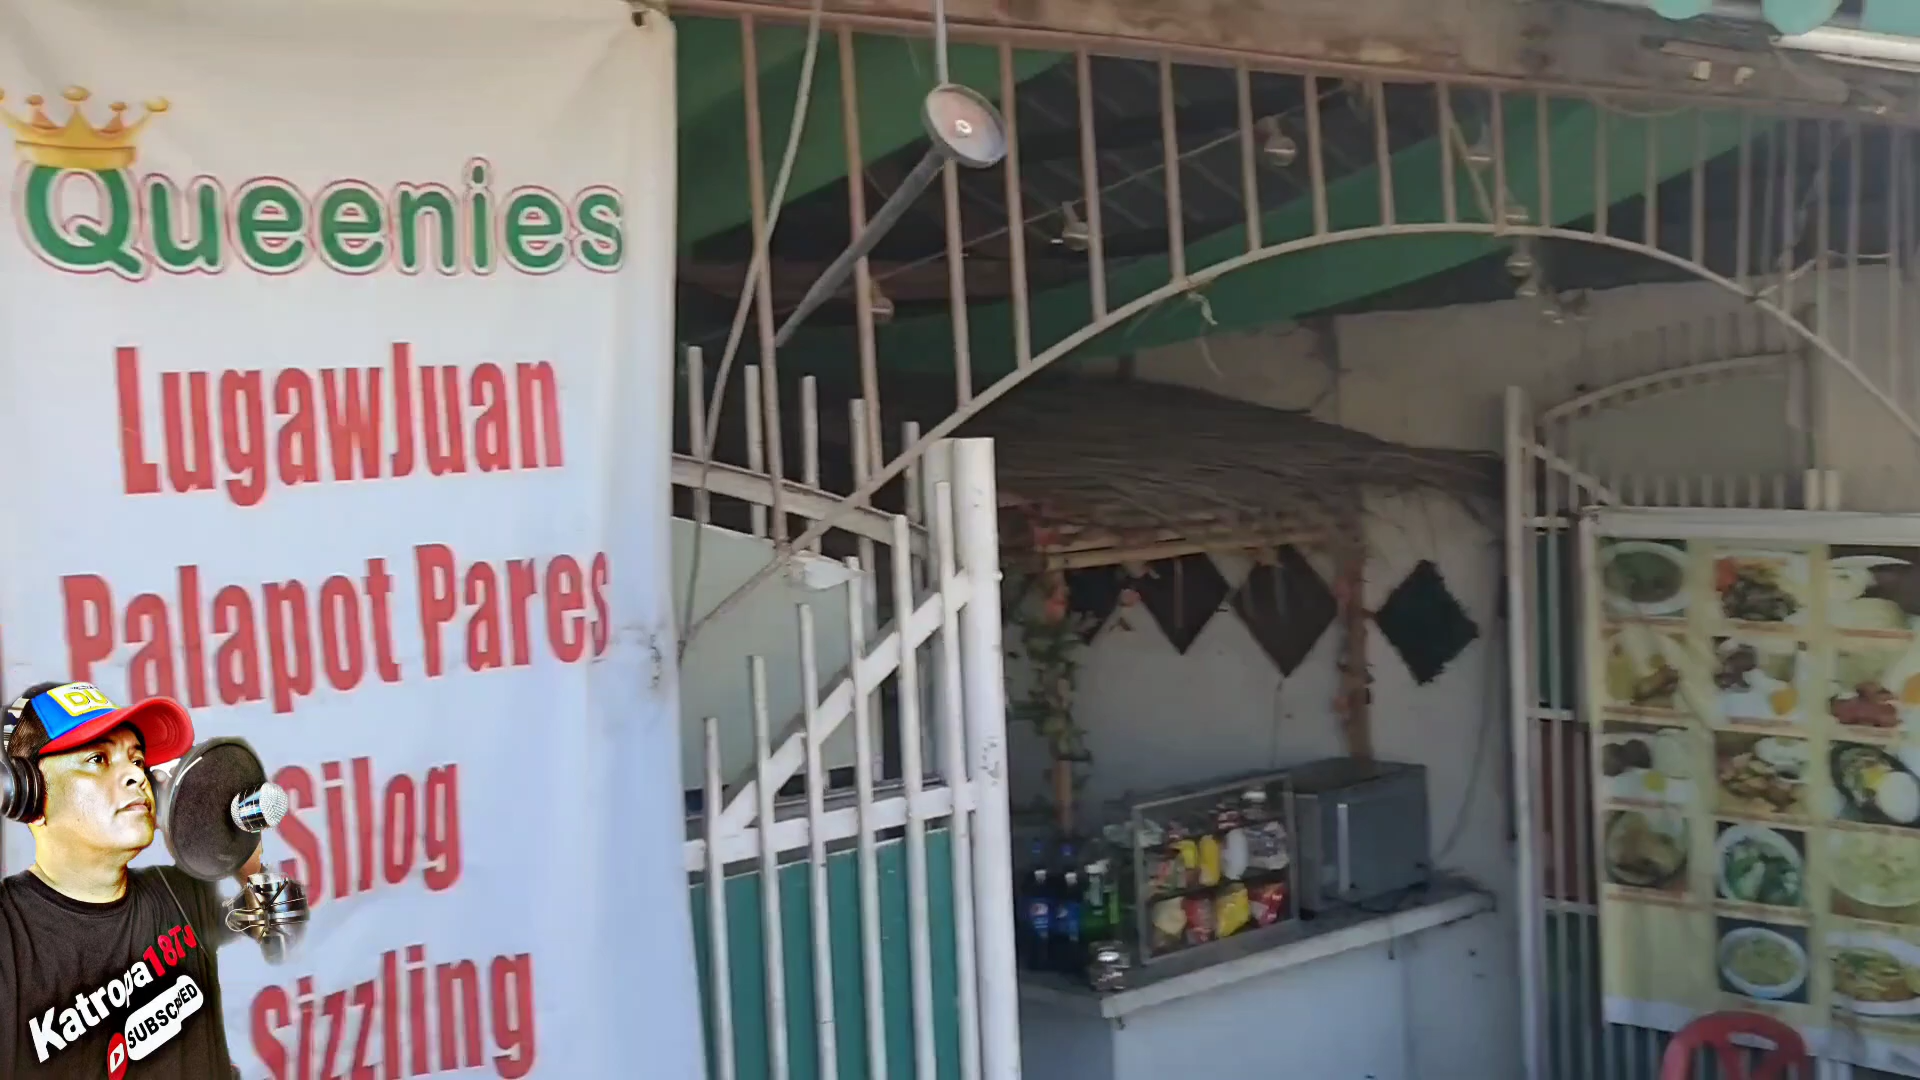 Queenies
LugawJuan
Palapot Pares
Silog
Sizzling
Katropa18Tv
SUBSCRIBED